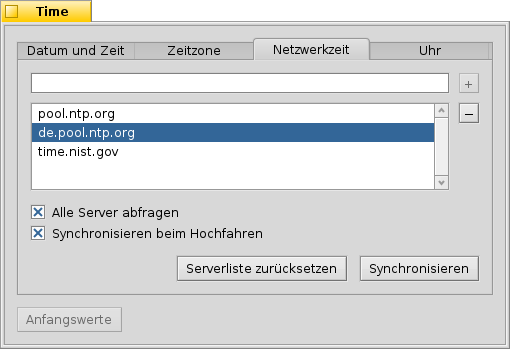 Time
Datum und Zeit
Zeitzone
Netzwerkzeit
Uhr
+
pool.ntp.org
−
de.pool.ntp.org
time.nist.gov
Alle Server abfragen
Synchronisieren beim Hochfahren
Serverliste zurücksetzen
Synchronisieren
Anfangswerte